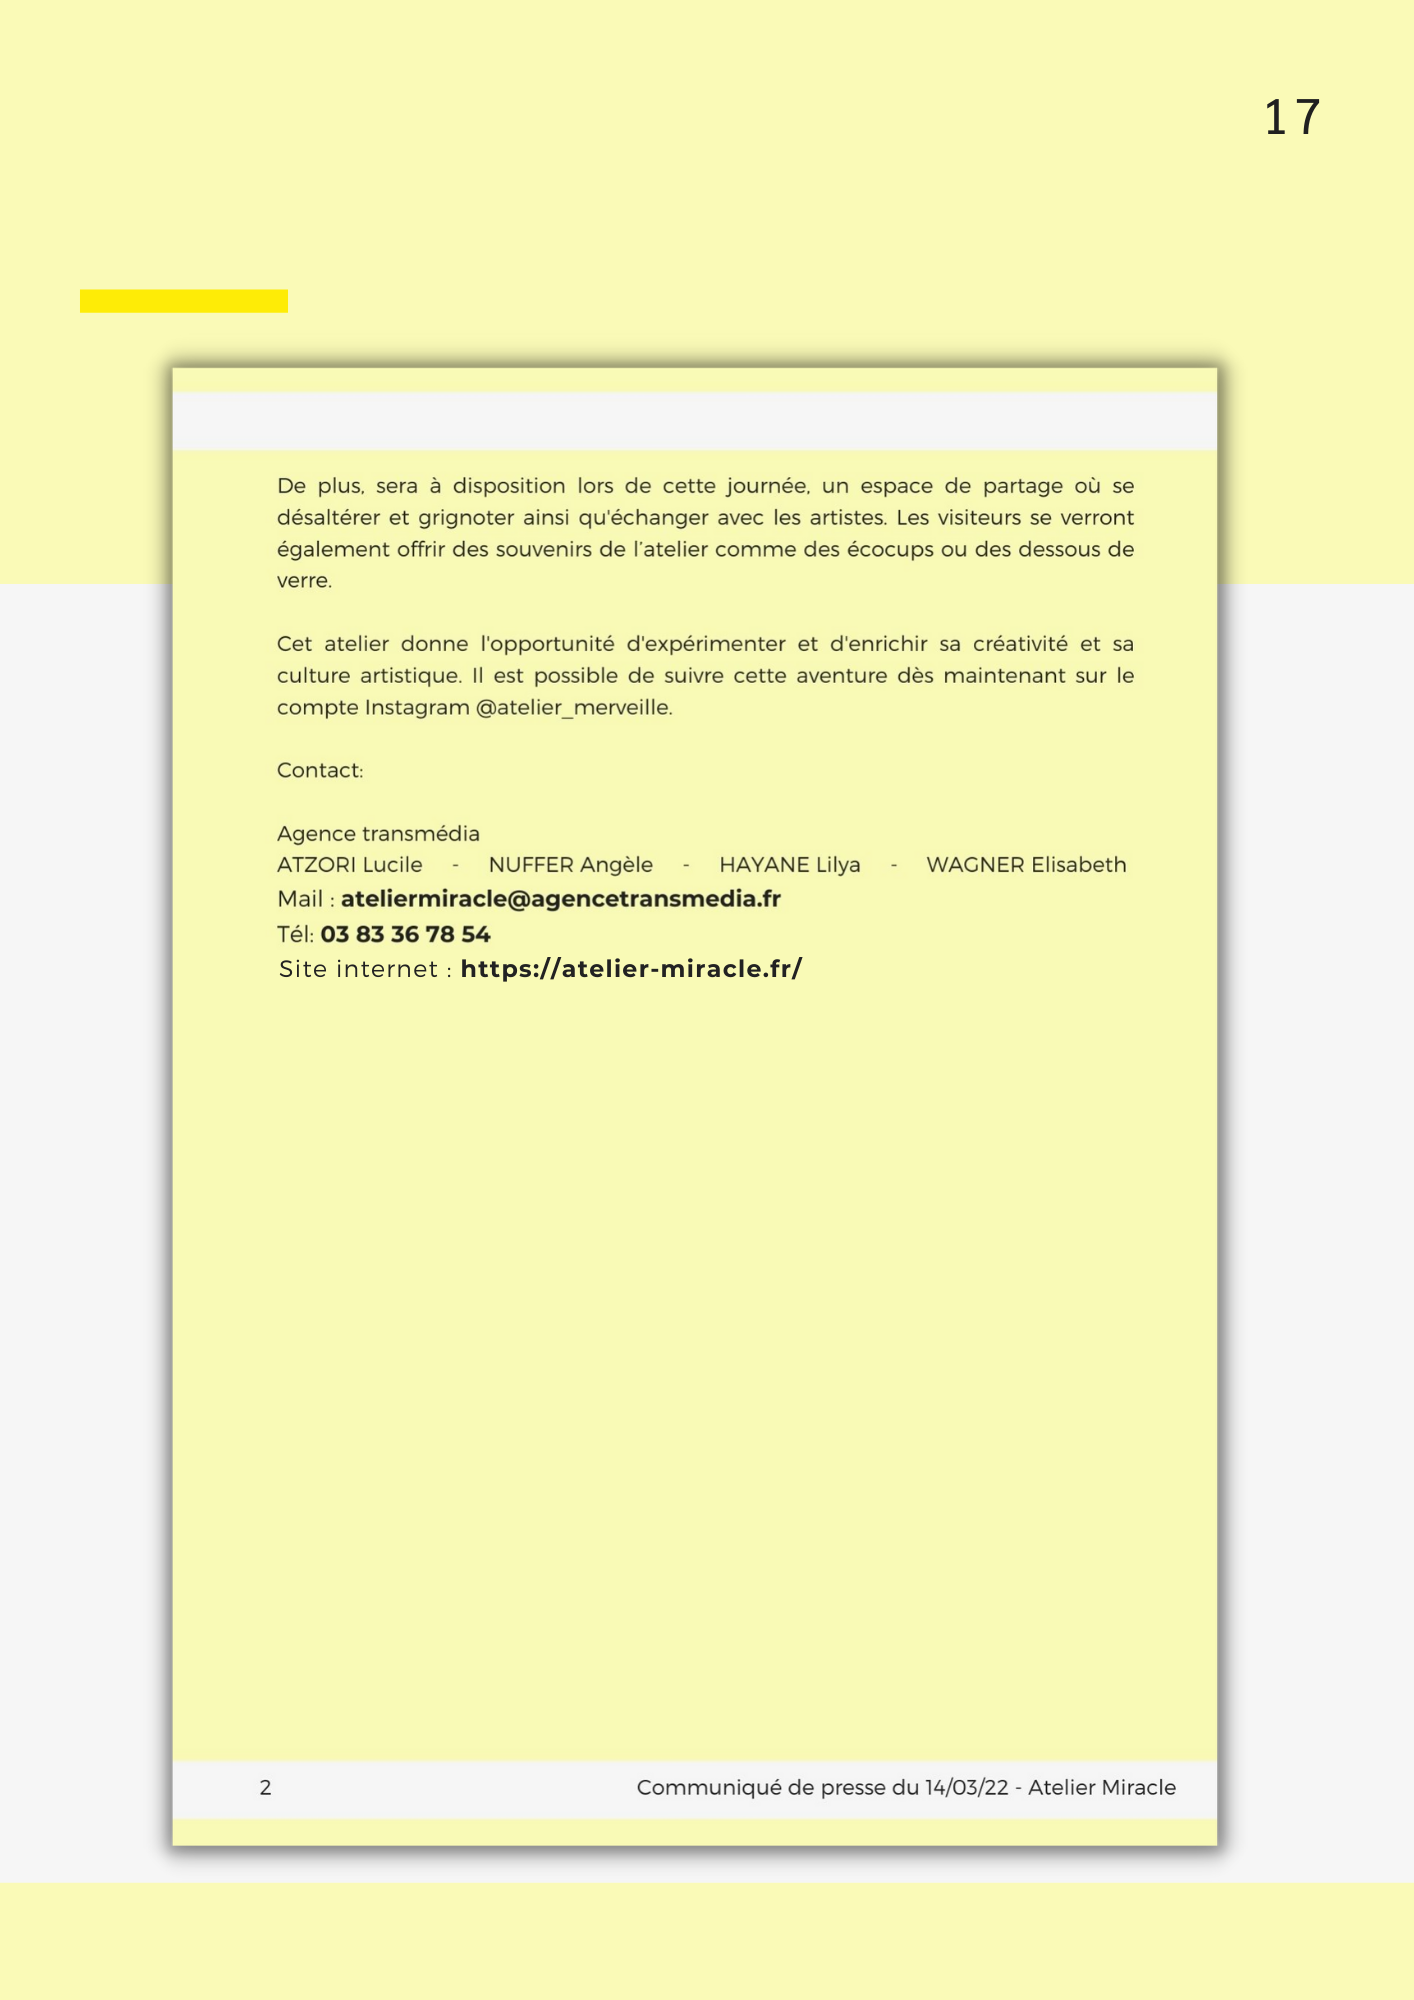 17
De plus, sera à disposition lors de cette journée, un espace de partage où se
désaltérer et grignoter ainsi qu'échanger avec les artistes. Les visiteurs se verront
également offrir des souvenirs de l’atelier comme des écocups ou des dessous de
verre.
Cet atelier donne l'opportunité d'expérimenter et d'enrichir sa créativité et sa
culture artistique. Il est possible de suivre cette aventure dès maintenant sur le
compte Instagram @atelier_merveille.
Contact:
Agence transmédia
ATZORI Lucile - NUFFER Angèle - HAYANE Lilya - WAGNER Elisabeth
Mail : ateliermiracle@agencetransmedia.fr
Tél: 03 83 36 78 54
Site internet : https://atelier-miracle.fr/
2 Communiqué de presse du 14/03/22 - Atelier Miracle